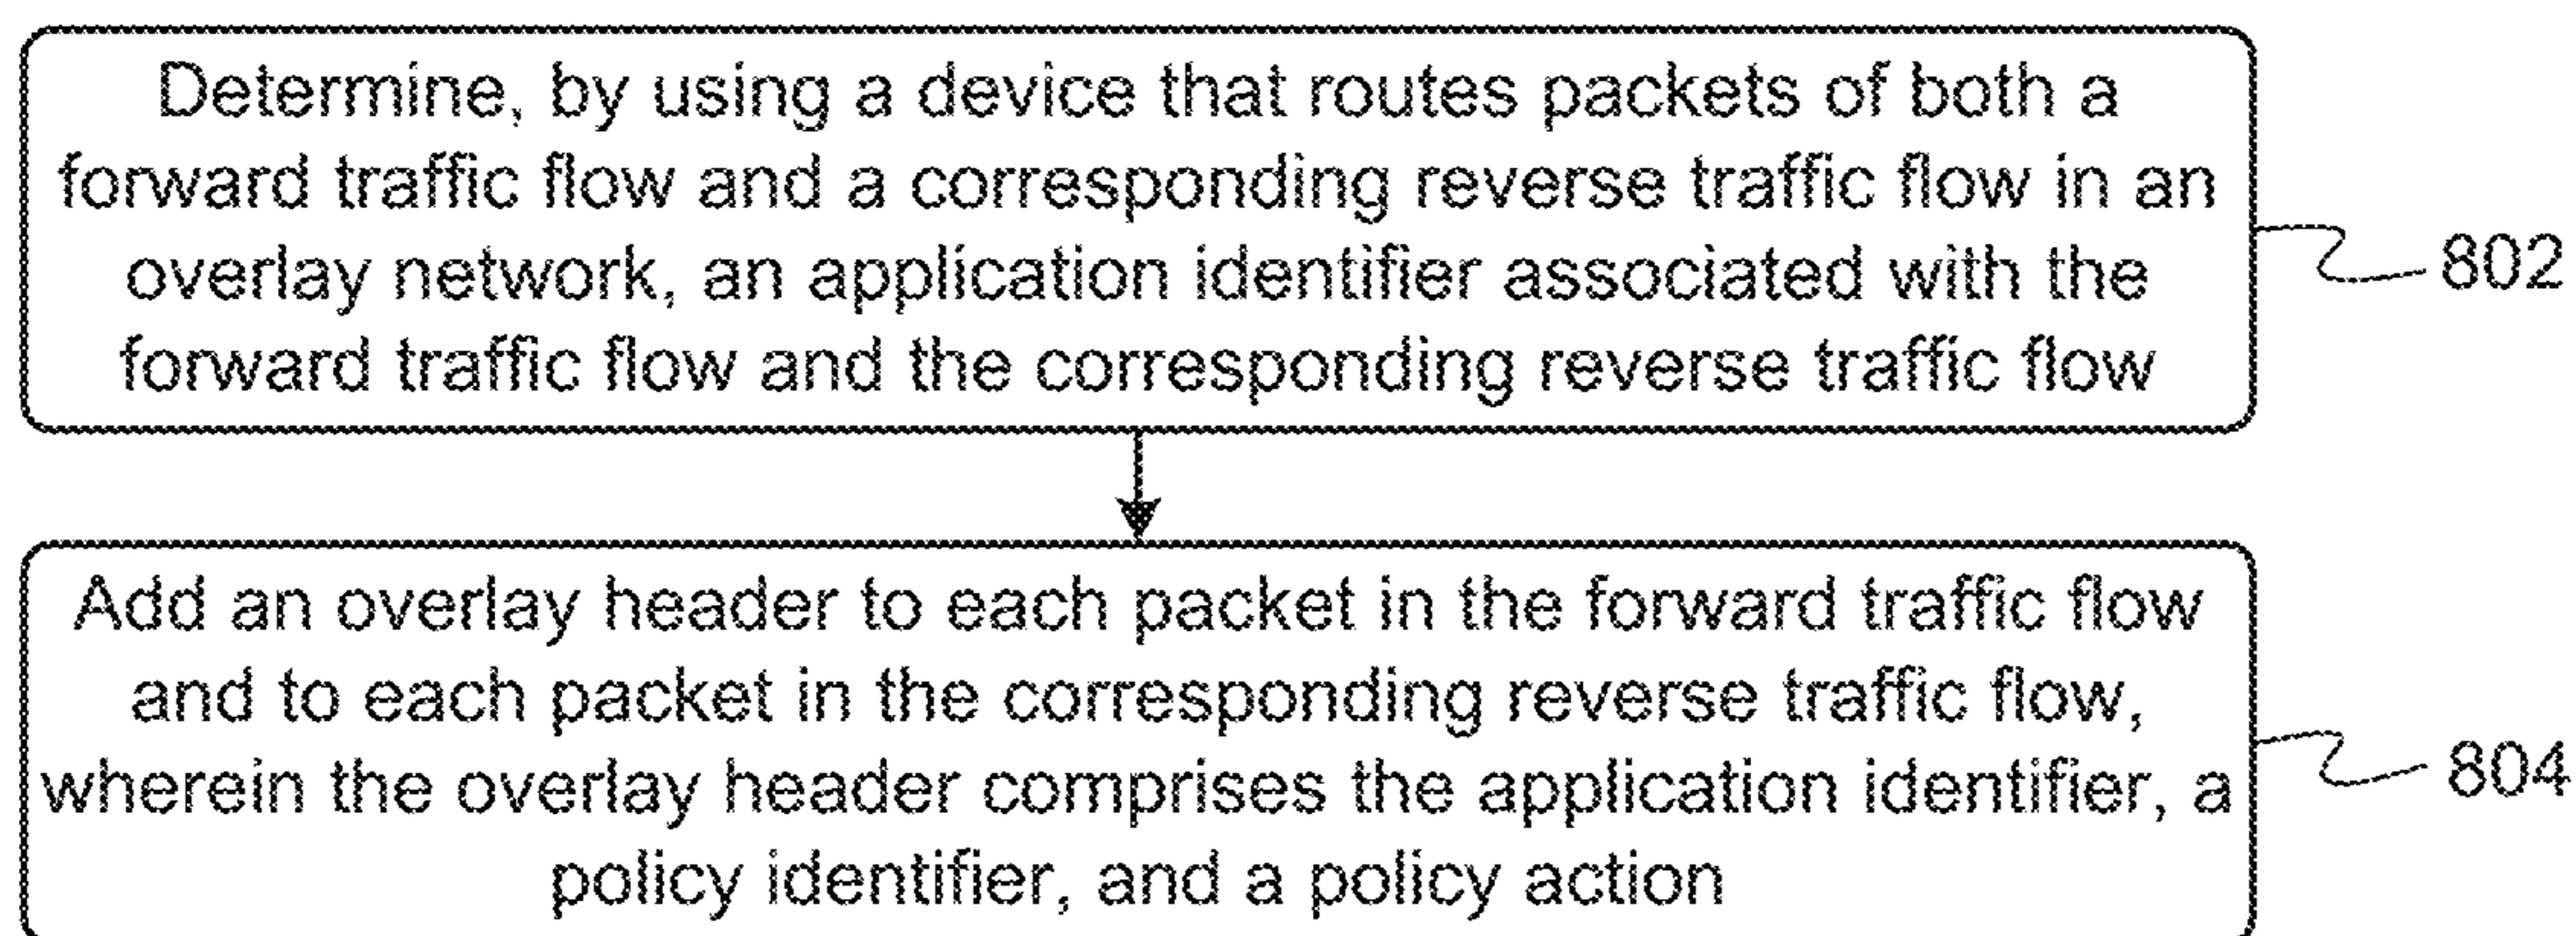 Determine, by using a device that routes packets of both a
forward traffic flow and a corresponding reverse traffic flow in an
overlay network, an application identifier associated with the
forward traffic flow and the corresponding reverse traffic flow
802
Add an overlay header to each packet in the forward traffic flow
and to each packet in the corresponding reverse traffic flow,
wherein the overlay header comprises the application identifier, a
policy identifier, and a policy action
804